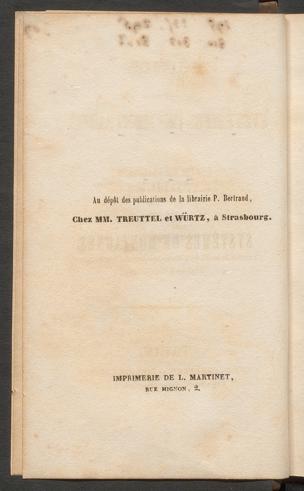 Au dépôt des publications de la librairie P. Bertrand,
Chez MM. TREUTTEL et WÜRTZ, à Strasbourg.
IMPRIMERIE DE L. MARTINET,
RUE MIGNON, 2.